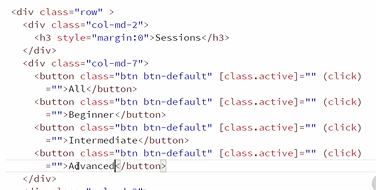 <div class="row" >
<div class="col-md-2">
<h3 style="margin:0">Sessions</h3>
</div>
<div class="col-md-7">
<button class="btn btn-default" [class.active]="" (click)
="">All</button>
<button class="btn btn-default" [class.active]="" (click)
="">Beginner</button>
<button class="btn btn-default" [class.active]="" (click)
="">Intermediate</button>
<button class="btn btn-default" [class.active]="" (click)
="">Advanced</button>
</div>